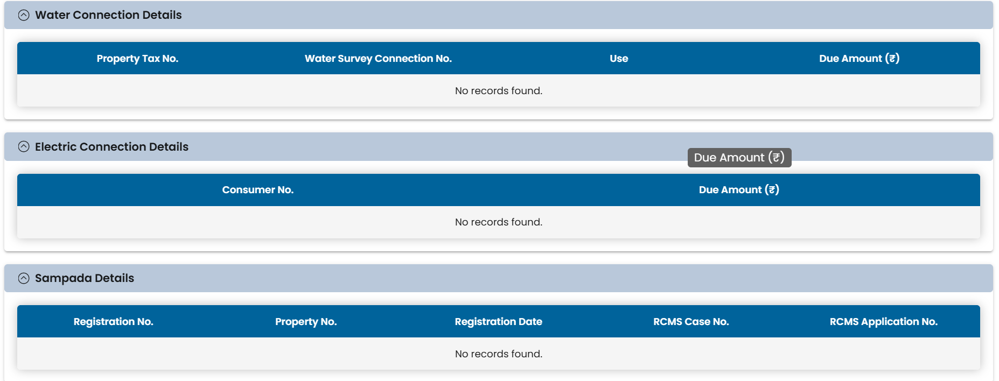 Water Connection Details
Property Tax No. Water Survey Connection No. Use Due Amount (₹)
No records found.
Electric Connection Details
Due Amount (₹)
Consumer No. Due Amount (₹)
No records found.
Sampada Details
Registration No. Property No. Registration Date RCMS Case No. RCMS Application No.
No records found.